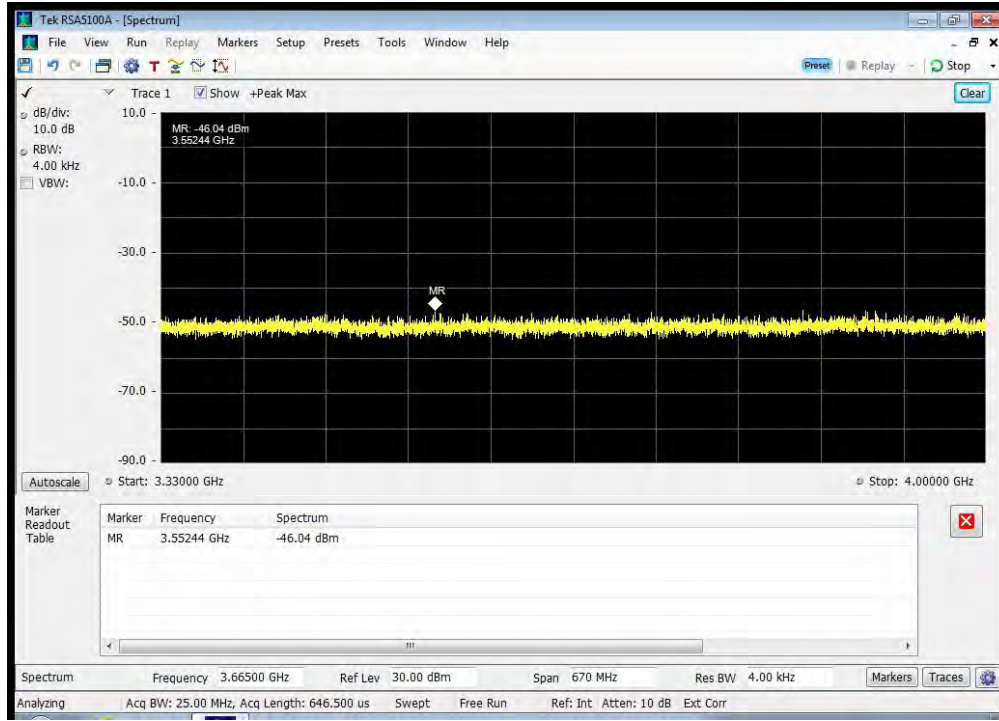 Tek RSA5100A - [Spectrum]
File View Run Replay Markers Setup Presets Tools Window Help
T
Preset Replay Stop
Trace 1 Show +Peak Max Clear
dB/div:
10.0 dB
RBW:
4.00 kHz
VBW:
10.0
-10.0
-30.0
-50.0
-70.0
-90.0
MR: -46.04 dBm
3.55244 GHz
MR
Autoscale Start: 3.33000 GHz Stop: 4.00000 GHz
Marker
Readout
Table
Marker Frequency Spectrum
MR 3.55244 GHz -46.04 dBm
Spectrum Frequency 3.66500 GHz Ref Lev 30.00 dBm Span 670 MHz Res BW 4.00 kHz Markers Traces
Analyzing Acq BW: 25.00 MHz, Acq Length: 646.500 us Swept Free Run Ref: Int Atten: 10 dB Ext Corr